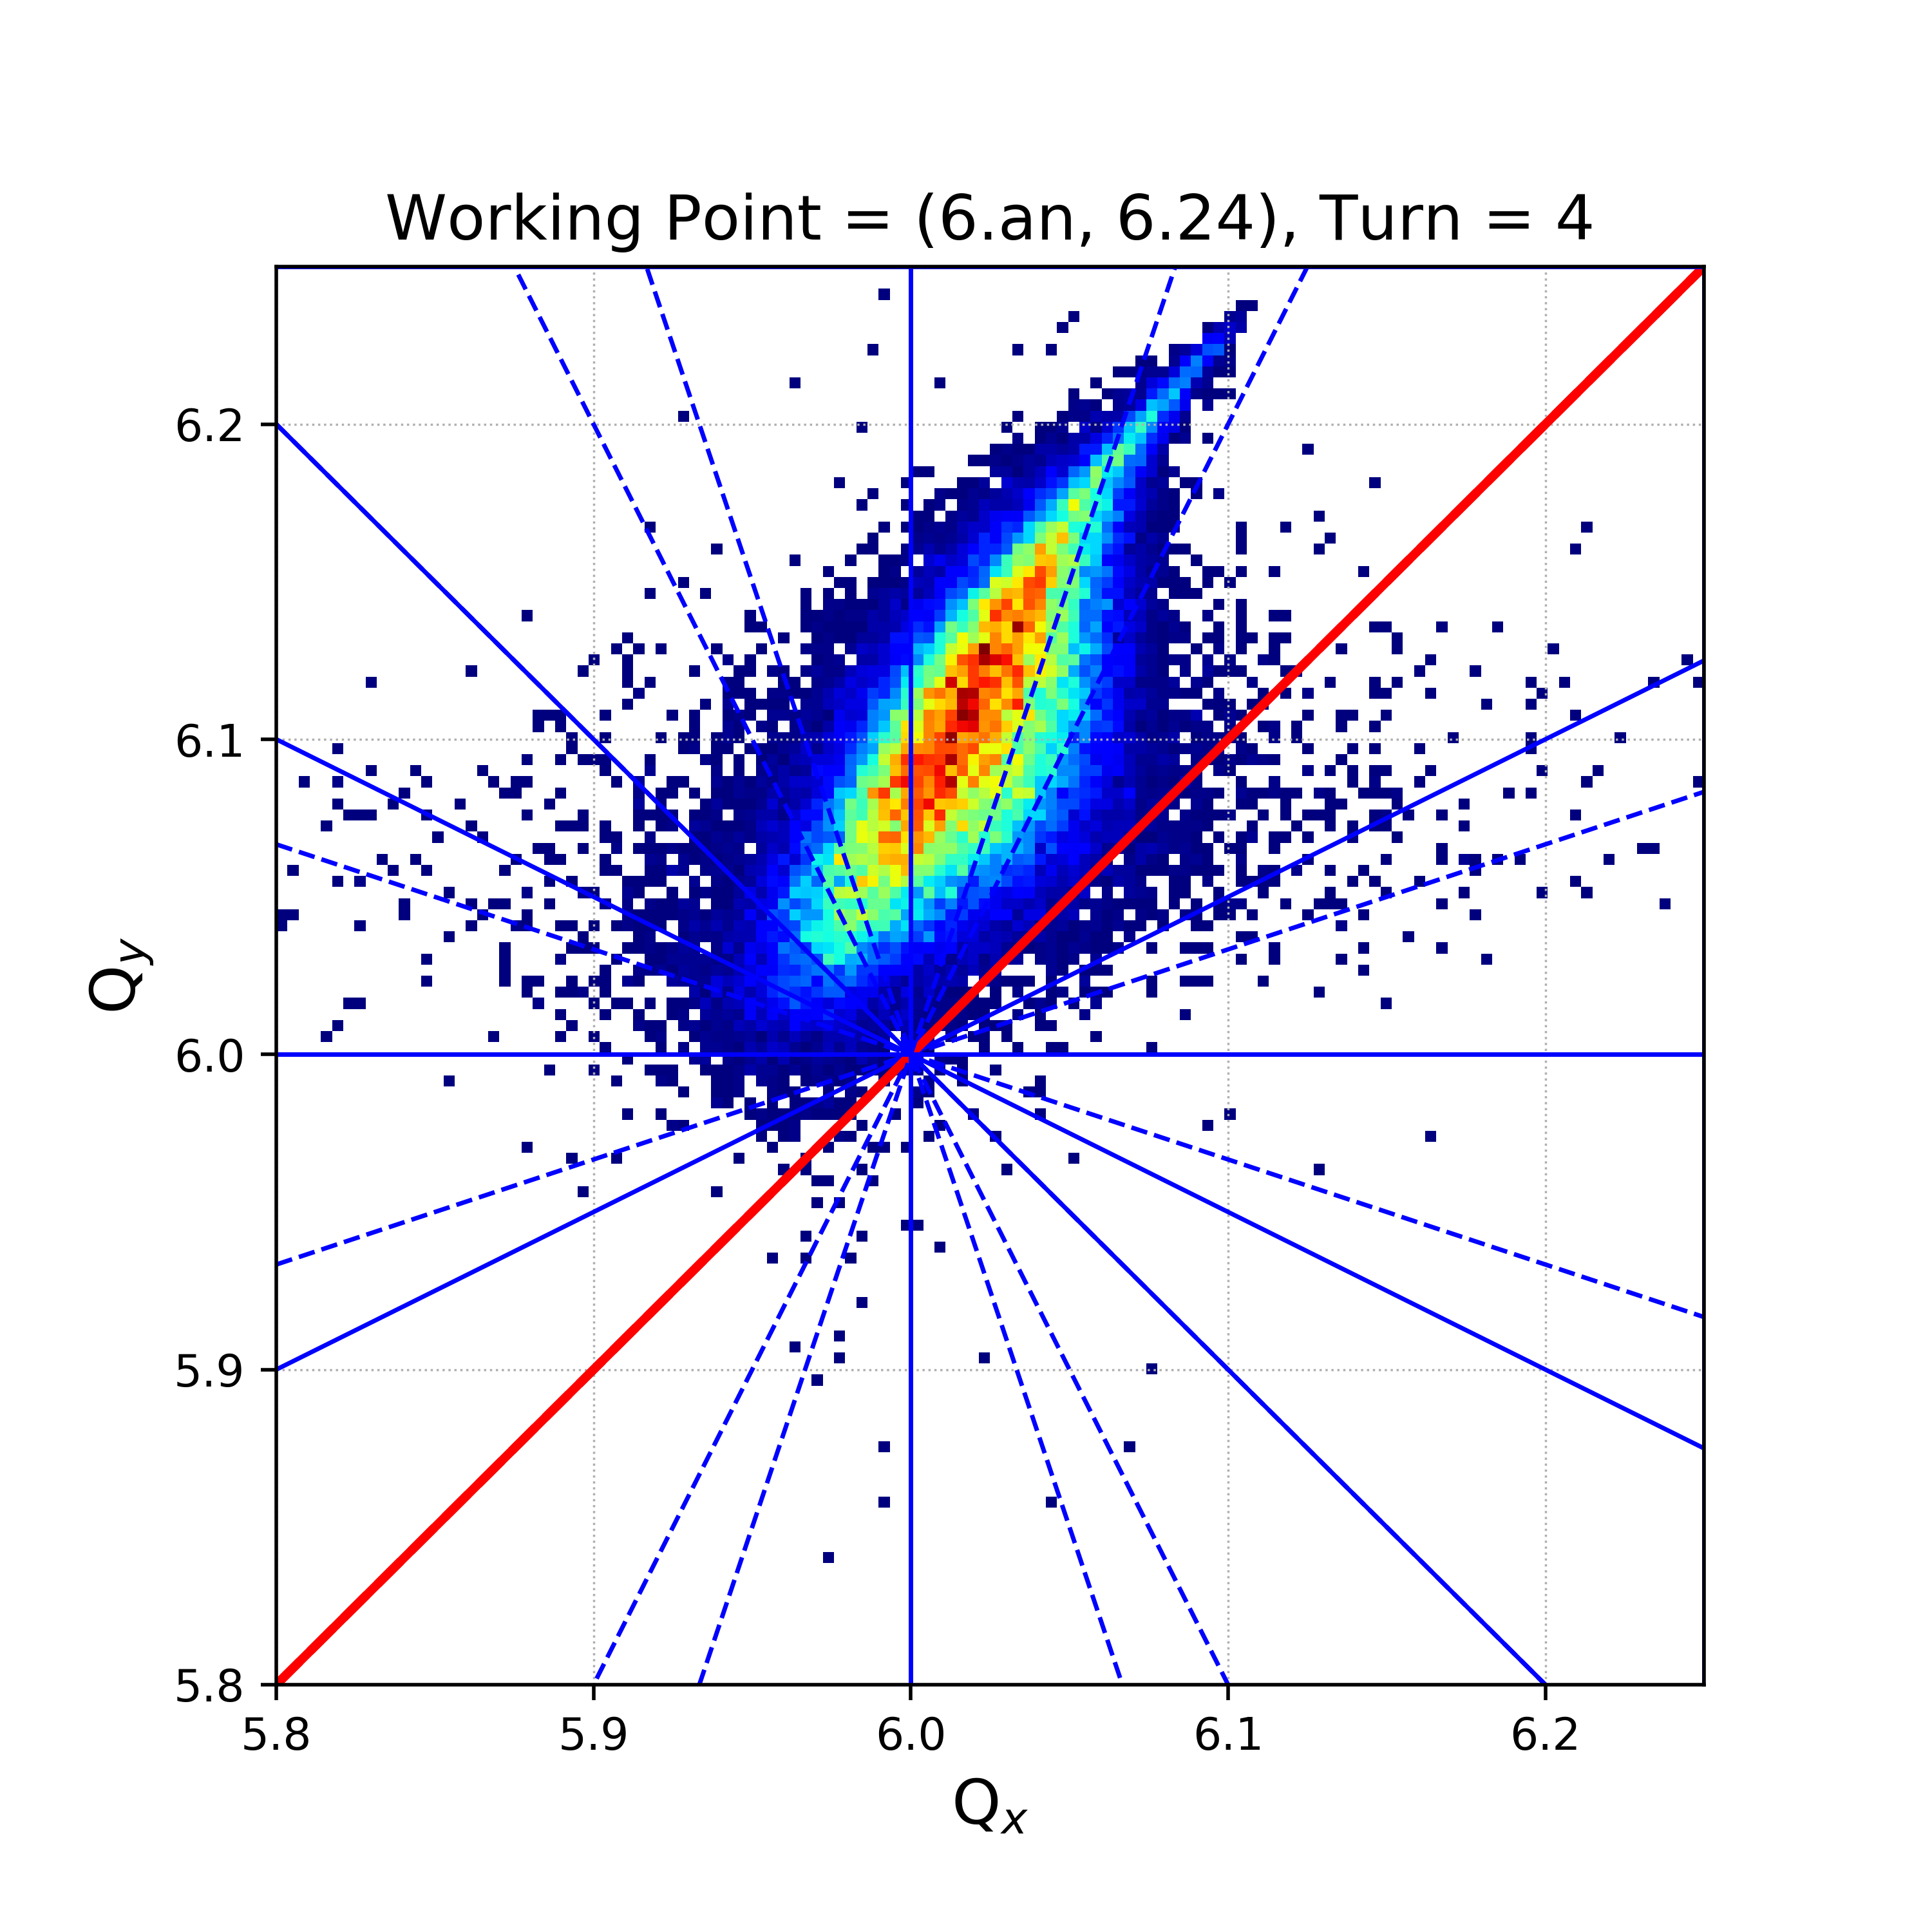 Working Point = (6.an, 6.24), Turn = 4
6.2
6.1
6.0
5.9
5.8
Qy
5.8 5.9 6.0 6.1 6.2
Qx